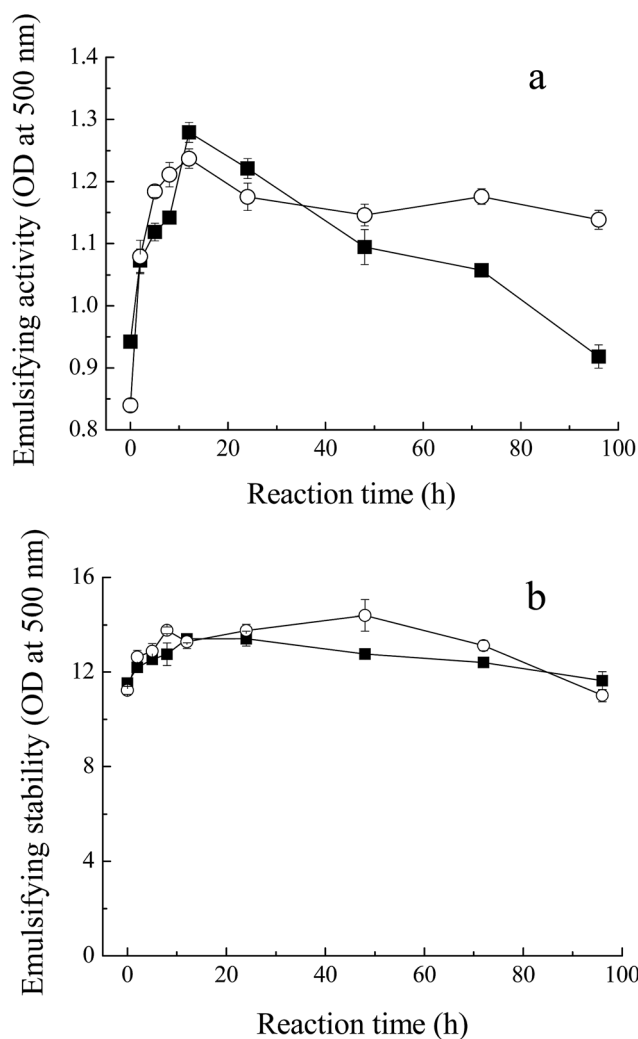 a
1.4
1.3
1.2
1.1
1.0
0.9
0.8
0 20 40 60 80 100
Emulsifying activity (OD at 500 nm)
Reaction time (h)
b
16
12
8
4
0
0 20 40 60 80 100
Emulsifying stability (OD at 500 nm)
Reaction time (h)